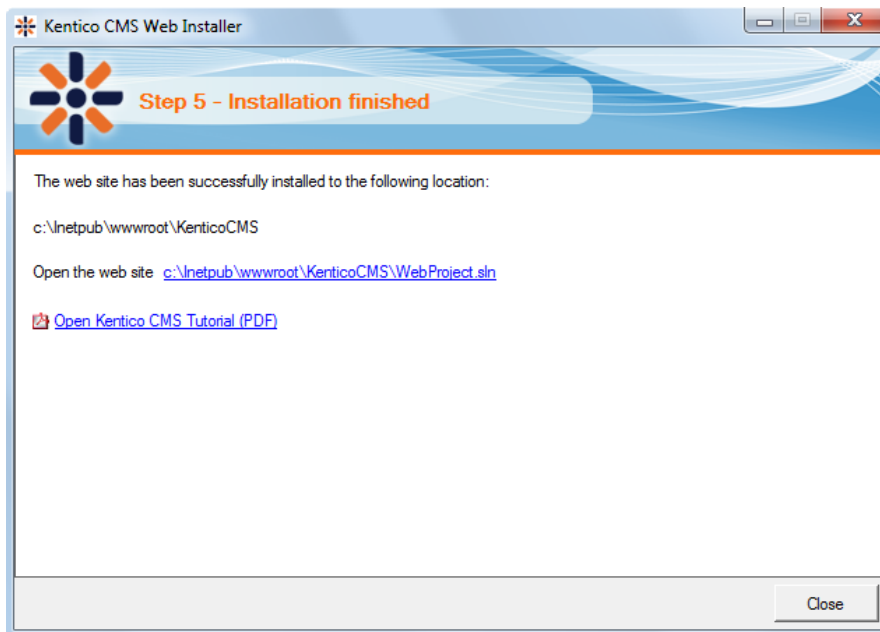 Kentico CMS Web Installer
Step 5 - Installation finished
The web site has been successfully installed to the following location:
c:\Inetpub\wwwroot\KenticoCMS
Open the web site c:\Inetpub\wwwroot\KenticoCMS\WebProject.sln
Open Kentico CMS Tutorial (PDF)
Close